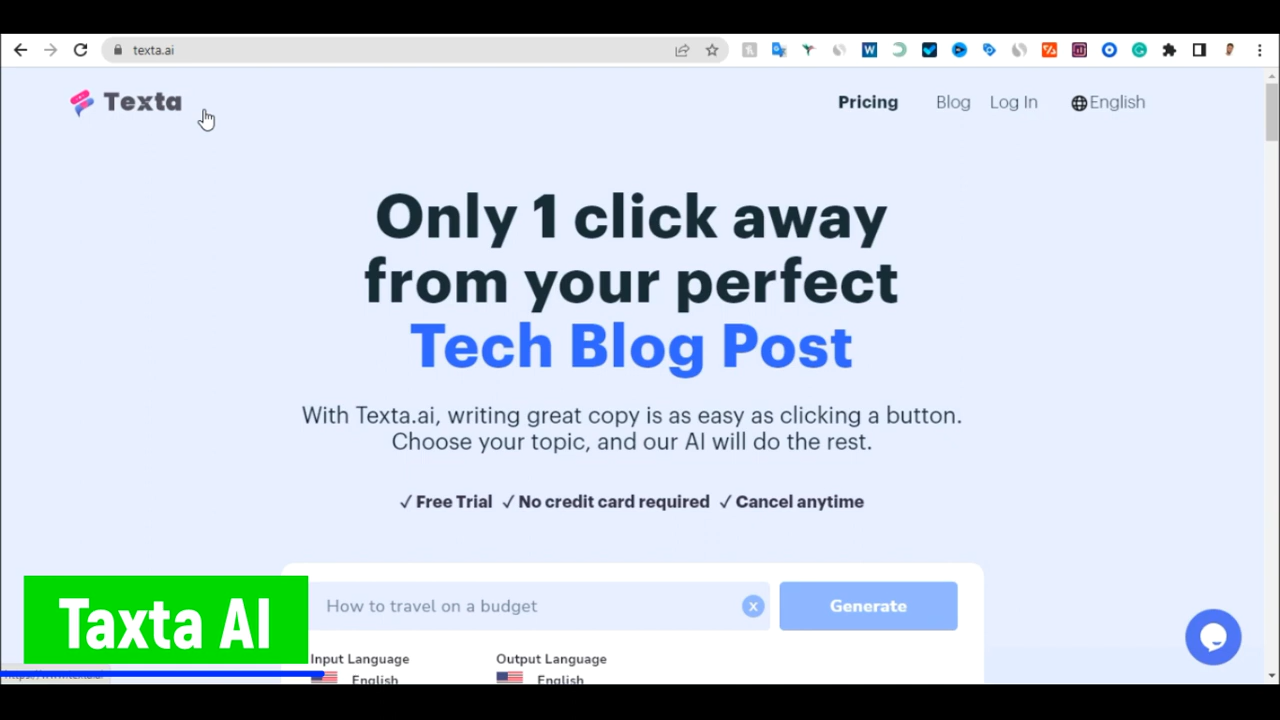 texta.ai
Texta
Pricing Blog Log In English
Only 1 click away
from your perfect
Tech Blog Post
With Texta.ai, writing great copy is as easy as clicking a button.
Choose your topic, and our AI will do the rest.
✓ Free Trial ✓ No credit card required ✓ Cancel anytime
How to travel on a budget x Generate
Taxta AI
Input Language Output Language
English English